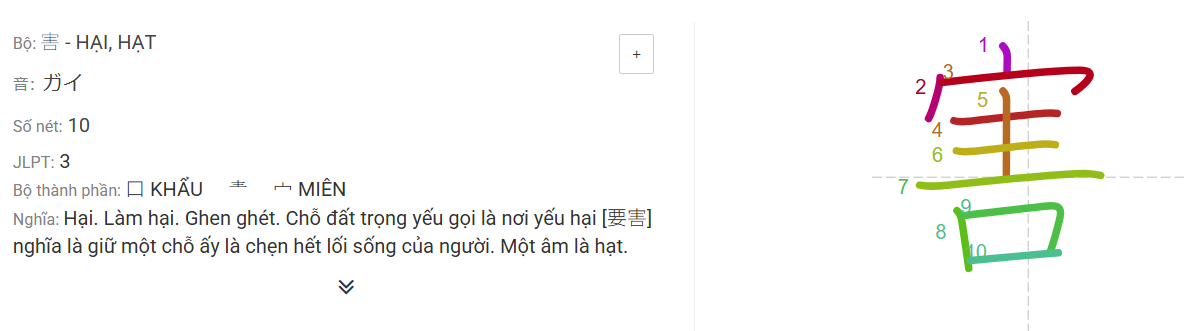 Bộ: 害 - HẠI, HẠT
+
音: ガイ
Số nét: 10
JLPT: 3
Bộ thành phần: 口 KHẨU 龶 宀 MIÊN
Nghĩa: Hại. Làm hại. Ghen ghét. Chỗ đất trọng yếu gọi là nơi yếu hại [要害]
nghĩa là giữ một chỗ ấy là chẹn hết lối sống của người. Một âm là hạt.
害
1
2
3
4
5
6
7
8
9
10